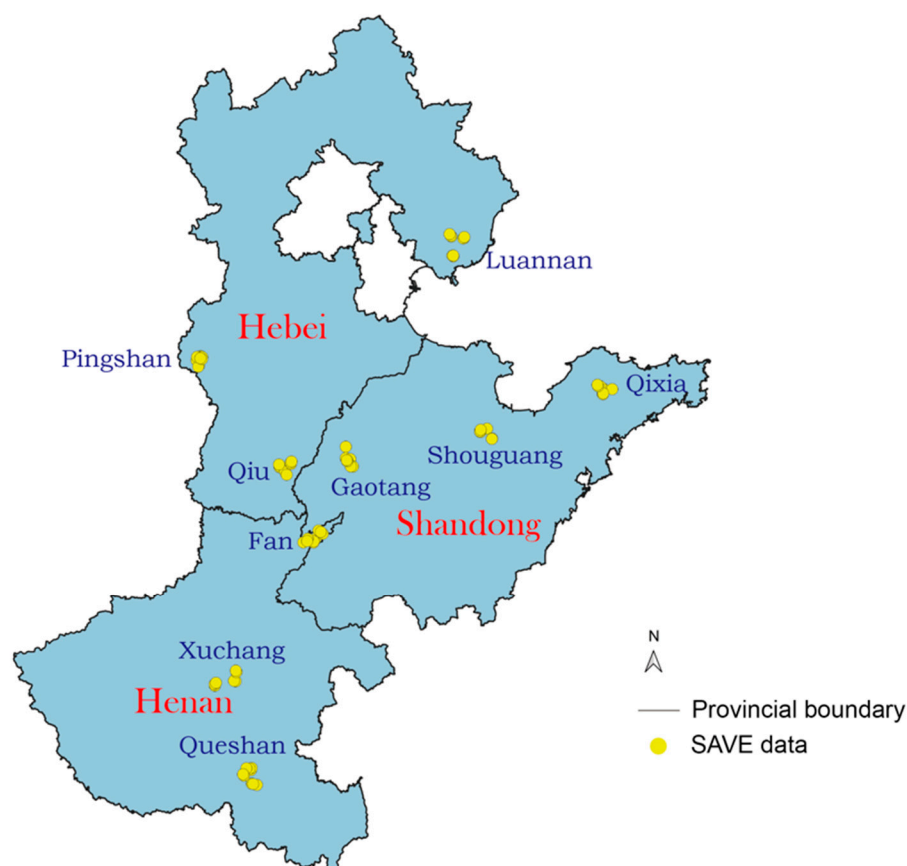 Luannan
Hebei
Pingshan
Qixia
Shouguang
Qiu
Gaotang
Shandong
Fan
N
Xuchang
Henan
Provincial boundary
Queshan
SAVE data